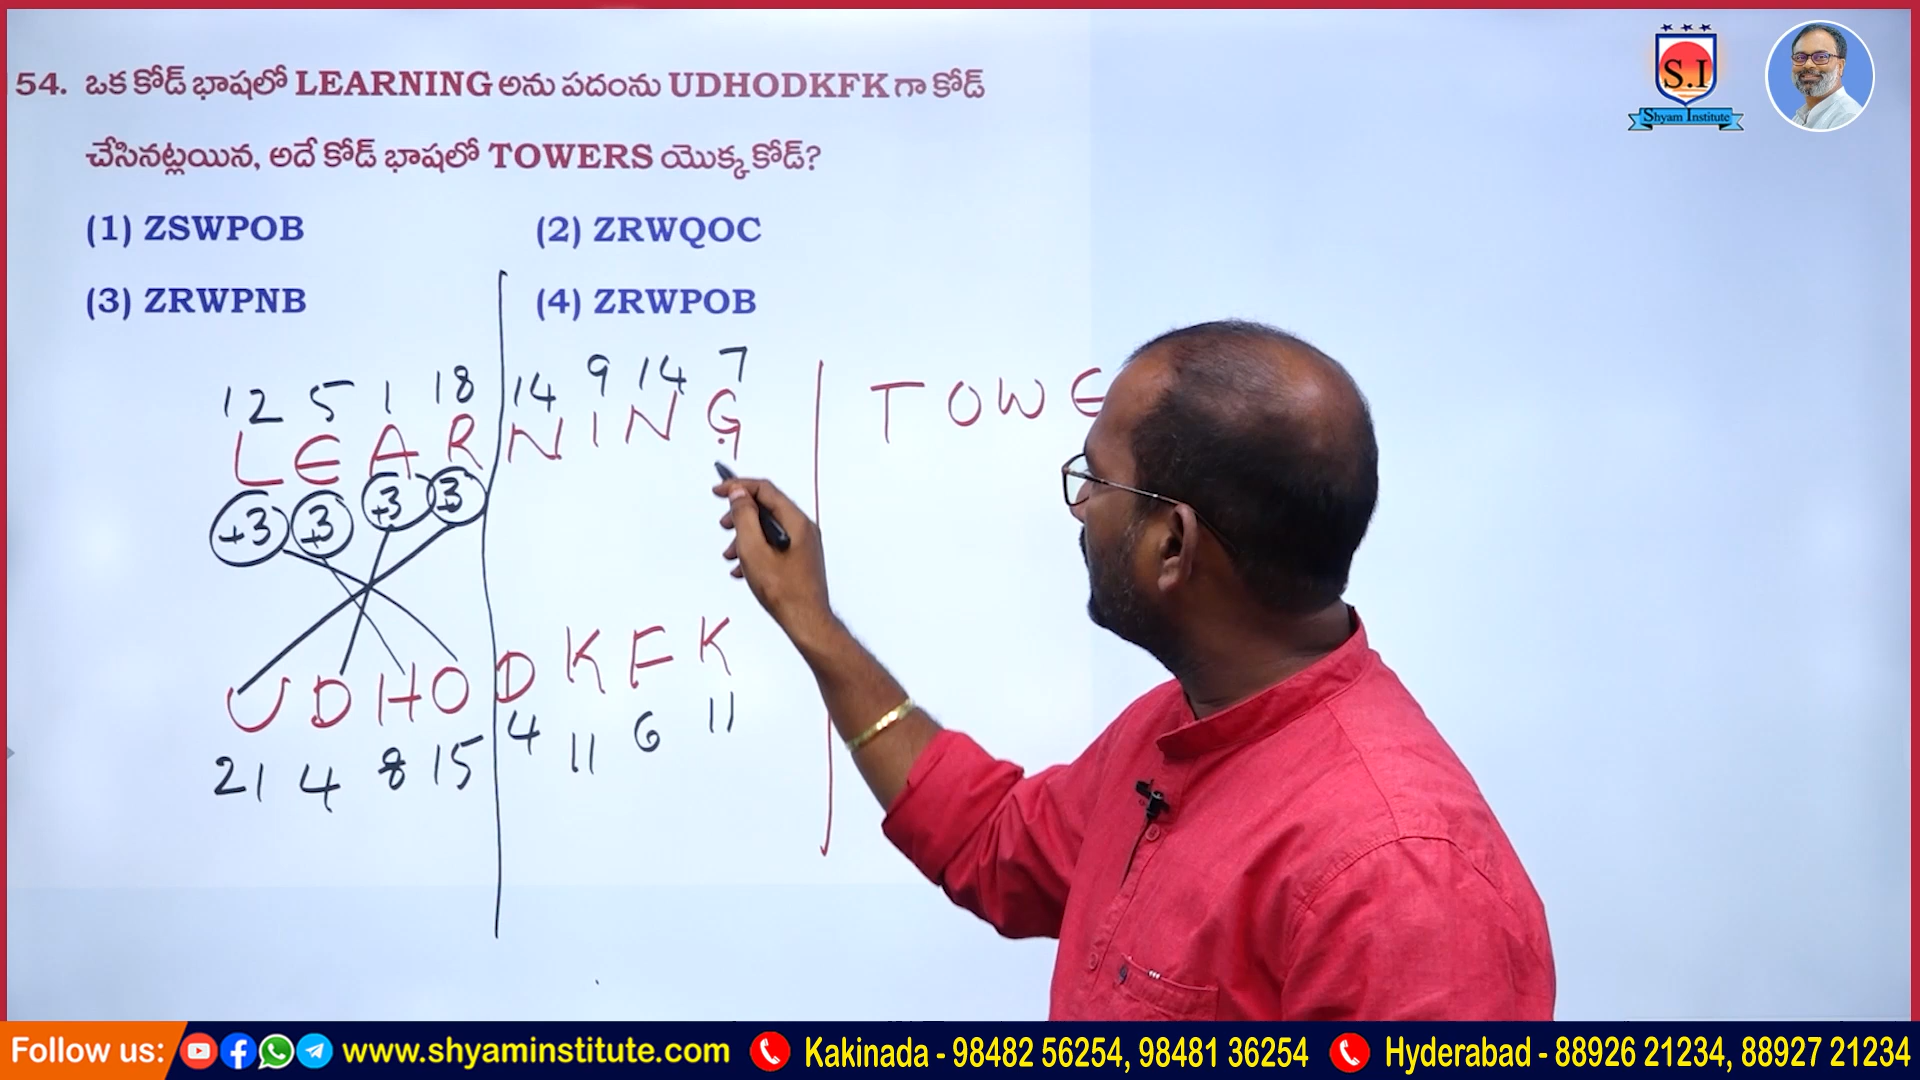 54. ఒక కోడ్ భాషలో LEARNING అను పదంను UDHODKFK గా కోడ్
చేసినట్లయిన, అదే కోడ్ భాషలో TOWERS యొక్క కోడ్?
(1) ZSWPOB (2) ZRWQOC
(3) ZRWPNB (4) ZRWPOB
12 5 1 18 14 9 14 7
L E A R N I N G T O W E
+3 +3 +3 +3
U D H O D K F K
21 4 8 15 4 11 6 11
S.I
Shyam Institute
Follow us: www.shyaminstitute.com Kakinada - 98482 56254, 98481 36254 Hyderabad - 88926 21234, 88927 21234